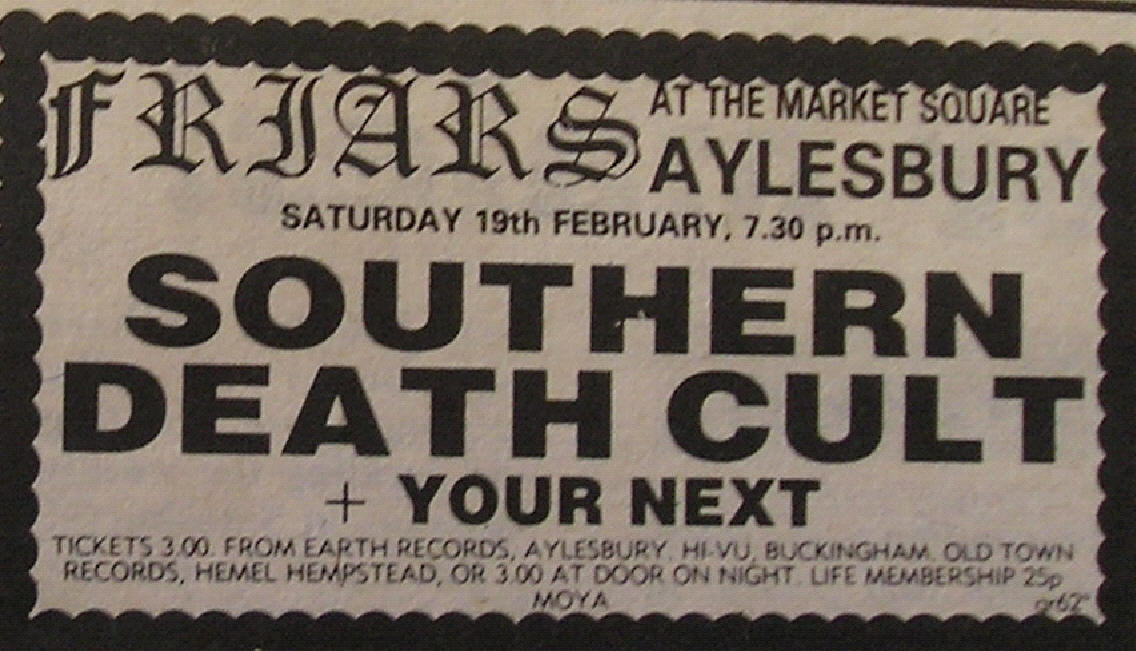 FRIARS AT THE MARKET SQUARE
AYLESBURY
SATURDAY 19th FEBRUARY, 7.30 p.m.
SOUTHERN
DEATH CULT
+ YOUR NEXT
TICKETS 3.00. FROM EARTH RECORDS, AYLESBURY. HI-VU, BUCKINGHAM. OLD TOWN
RECORDS, HEMEL HEMPSTEAD, OR 3.00 AT DOOR ON NIGHT. LIFE MEMBERSHIP 25p
MOYA